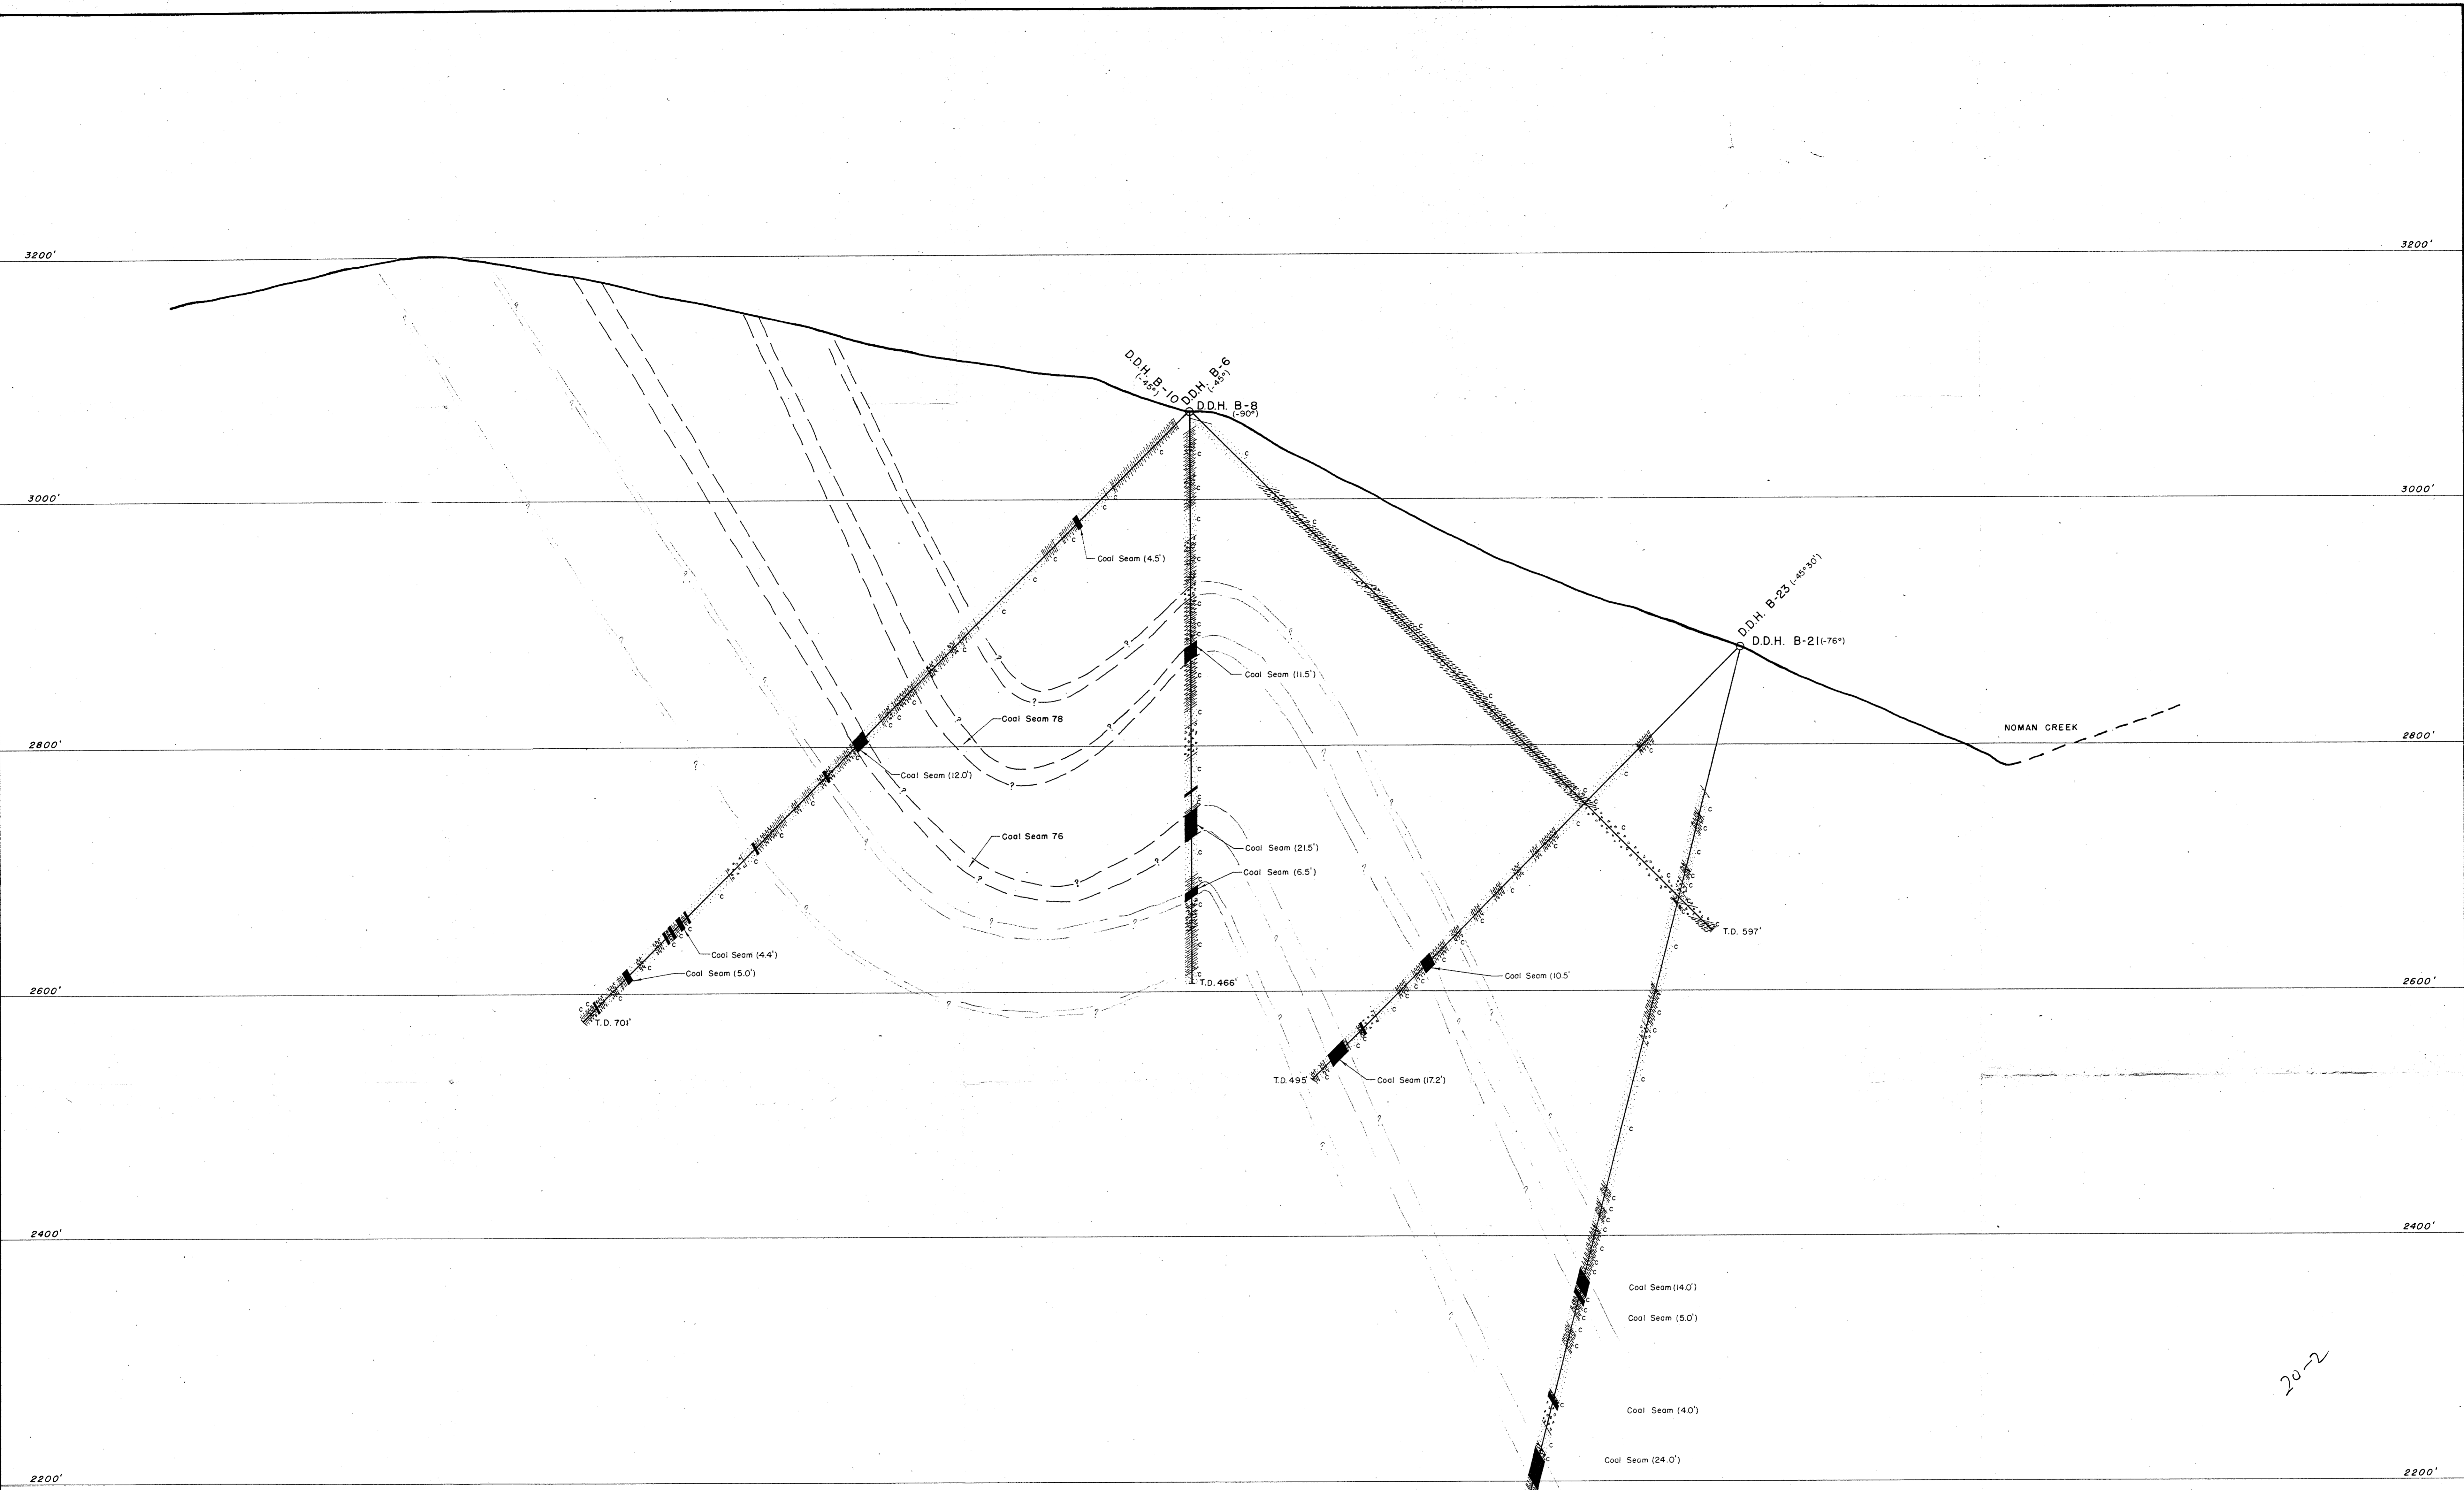 3200'
3200'
D.D.H. B-10
(-45°)
D.D.H. B-6
(-45°)
D.D.H. B-8
(-90°)
3000'
3000'
Coal Seam (4.5')
D.D.H. B-23 (-45°30')
D.D.H. B-21 (-76°)
Coal Seam (11.5')
Coal Seam 78
NOMAN CREEK
2800'
2800'
Coal Seam (12.0')
Coal Seam 76
Coal Seam (21.5')
Coal Seam (6.5')
T.D. 597'
Coal Seam (4.4')
Coal Seam (5.0')
Coal Seam (10.5'
T.D. 466'
2600'
2600'
T.D. 701'
T.D. 495'
Coal Seam (17.2')
2400'
2400'
Coal Seam (14.0')
Coal Seam (5.0')
20-2
Coal Seam (4.0')
Coal Seam (24.0')
2200'
2200'